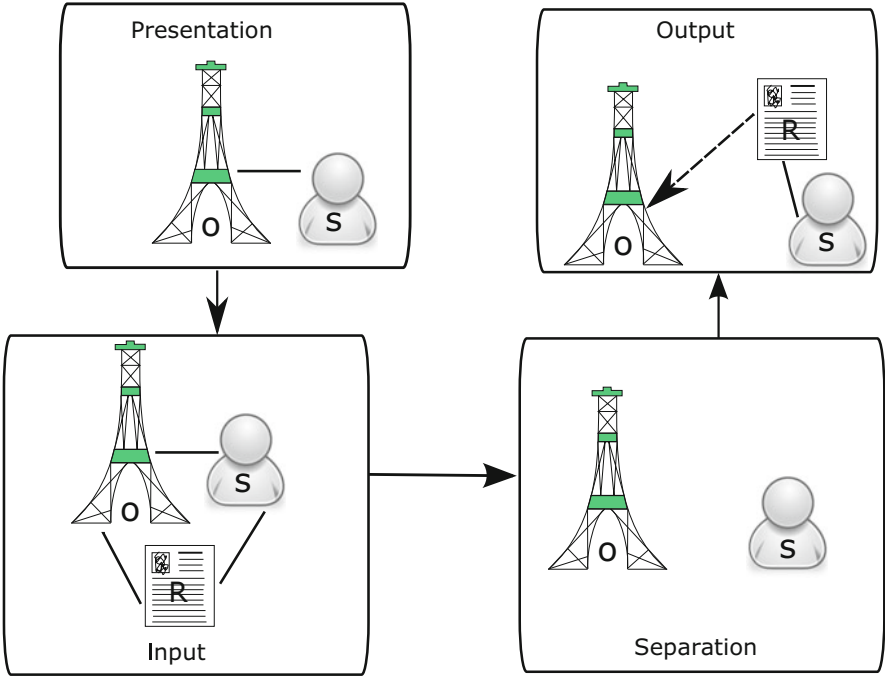 Presentation
O
S
Output
R
O
S
O
S
R
Input
O
S
Separation